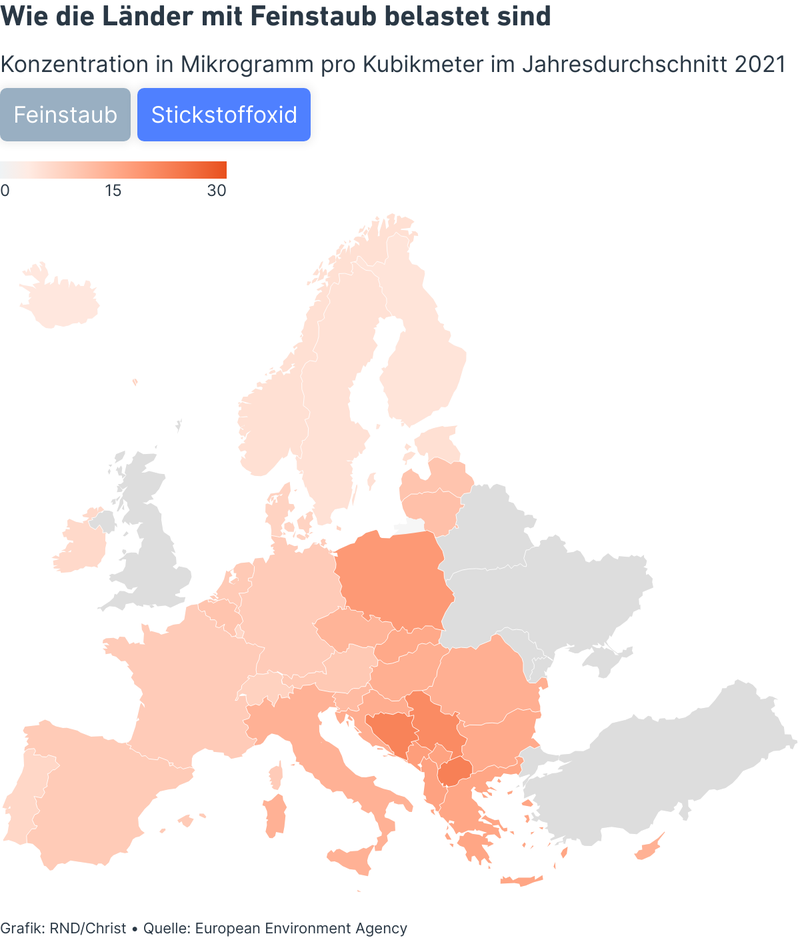 Wie die Länder mit Feinstaub belastet sind
Konzentration in Mikrogramm pro Kubikmeter im Jahresdurchschnitt 2021
Feinstaub Stickstoffoxid
0 15 30
Grafik: RND/Christ • Quelle: European Environment Agency